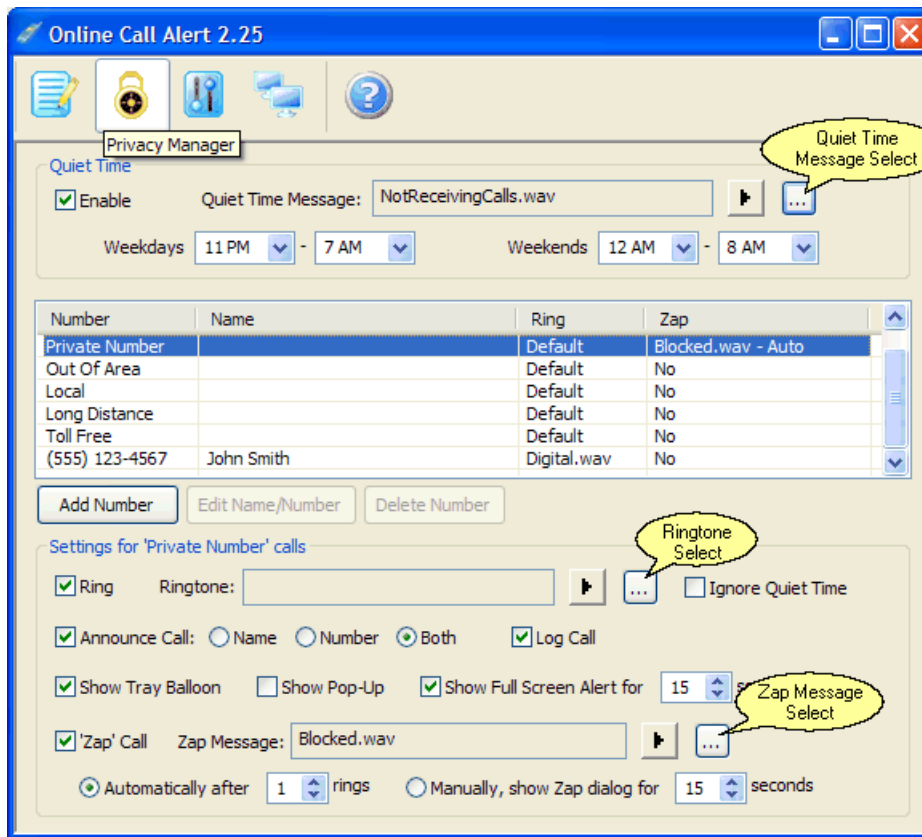 Online Call Alert 2.25
Privacy Manager
Quiet Time
Message Select
Quiet Time
Enable Quiet Time Message: NotReceivingCalls.wav ...
Weekdays 11 PM - 7 AM Weekends 12 AM - 8 AM
Number Name Ring Zap
Private Number Default Blocked.wav - Auto
Out Of Area Default No
Local Default No
Long Distance Default No
Toll Free Default No
(555) 123-4567 John Smith Digital.wav No
Add Number Edit Name/Number Delete Number
Ringtone
Select
Settings for 'Private Number' calls
Ring Ringtone: ... Ignore Quiet Time
Announce Call: Name Number Both Log Call
Show Tray Balloon Show Pop-Up Show Full Screen Alert for 15
Zap Message
Select
'Zap' Call Zap Message: Blocked.wav ...
Automatically after 1 rings Manually, show Zap dialog for 15 seconds